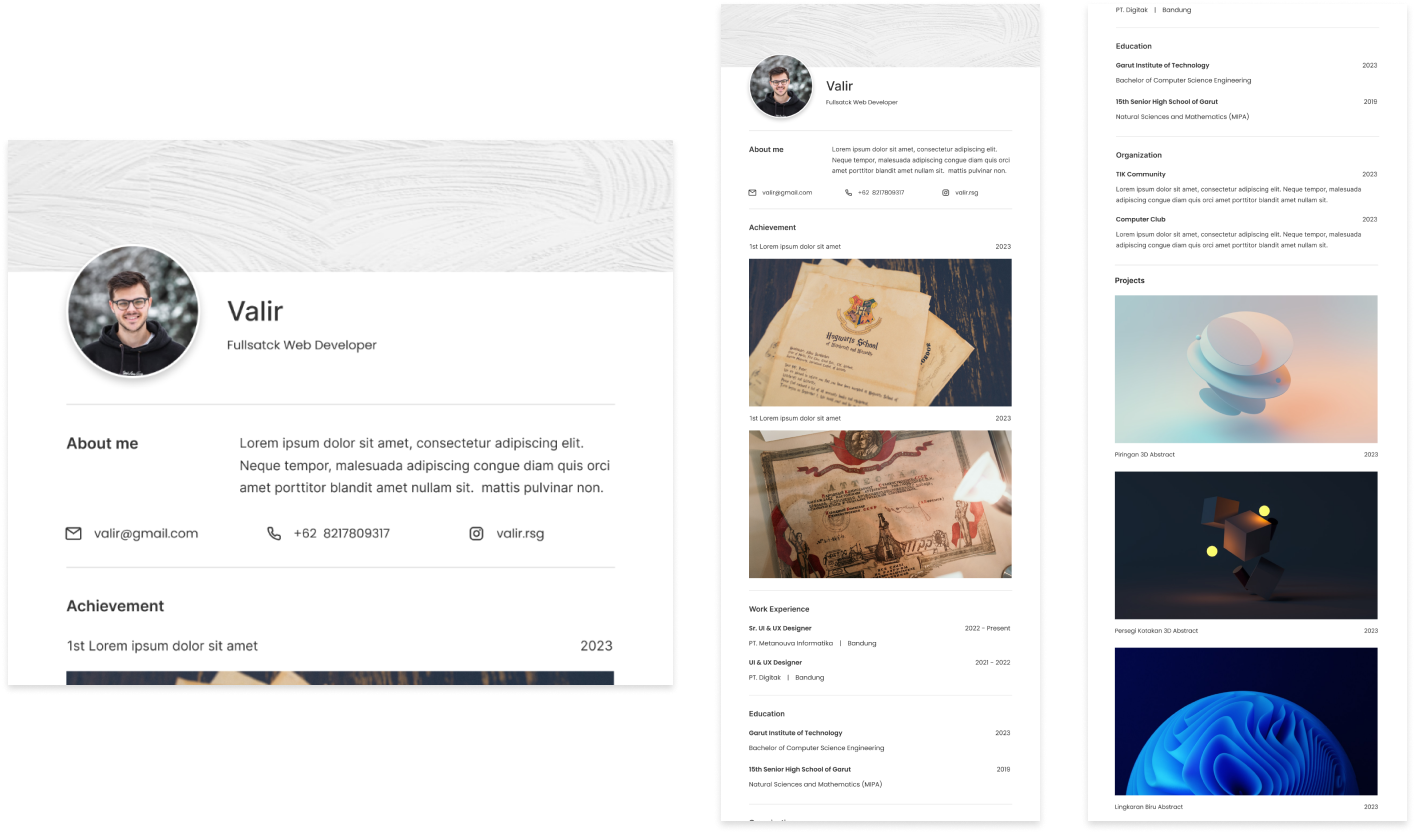 Valir
Fullsatck Web Developer
About me
Lorem ipsum dolor sit amet, consectetur adipiscing elit.
Neque tempor, malesuada adipiscing congue diam quis orci
amet porttitor blandit amet nullam sit.  mattis pulvinar non.
valir@gmail.com
+62  8217809317
valir.rsg
Achievement
1st Lorem ipsum dolor sit amet
2023
Valir
Fullsatck Web Developer
About me
Lorem ipsum dolor sit amet, consectetur adipiscing elit.
Neque tempor, malesuada adipiscing congue diam quis orci
amet porttitor blandit amet nullam sit.  mattis pulvinar non.
valir@gmail.com
+62  8217809317
valir.rsg
Achievement
1st Lorem ipsum dolor sit amet
2023
Hogwarts School
of Witchcraft and Wizardry
1st Lorem ipsum dolor sit amet
2023
Work Experience
Sr. UI & UX Designer
2022 - Present
PT. Metanouva Informatika | Bandung
UI & UX Designer
2021 - 2022
PT. Digitak | Bandung
Education
Garut Institute of Technology
2023
Bachelor of Computer Science Engineering
15th Senior High School of Garut
2019
Natural Sciences and Mathematics (MIPA)
PT. Digitak | Bandung
Education
Garut Institute of Technology
2023
Bachelor of Computer Science Engineering
15th Senior High School of Garut
2019
Natural Sciences and Mathematics (MIPA)
Organization
TIK Community
2023
Lorem ipsum dolor sit amet, consectetur adipiscing elit. Neque tempor, malesuada
adipiscing congue diam quis orci amet porttitor blandit amet nullam sit.
Computer Club
2023
Lorem ipsum dolor sit amet, consectetur adipiscing elit. Neque tempor, malesuada
adipiscing congue diam quis orci amet porttitor blandit amet nullam sit.
Projects
Piringan 3D Abstract
2023
Persegi Kotakan 3D Abstract
2023
Lingkaran Biru Abstract
2023